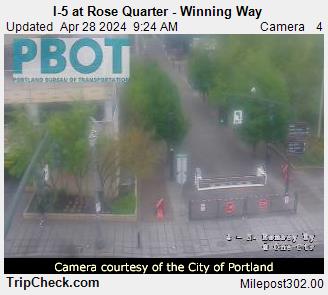 I-5 at Rose Quarter - Winning Way
Updated Apr 28 2024 9:24 AM Camera 4
PBOT
PORTLAND BUREAU OF TRANSPORTATION
Camera courtesy of the City of Portland
TripCheck.com Milepost302.00